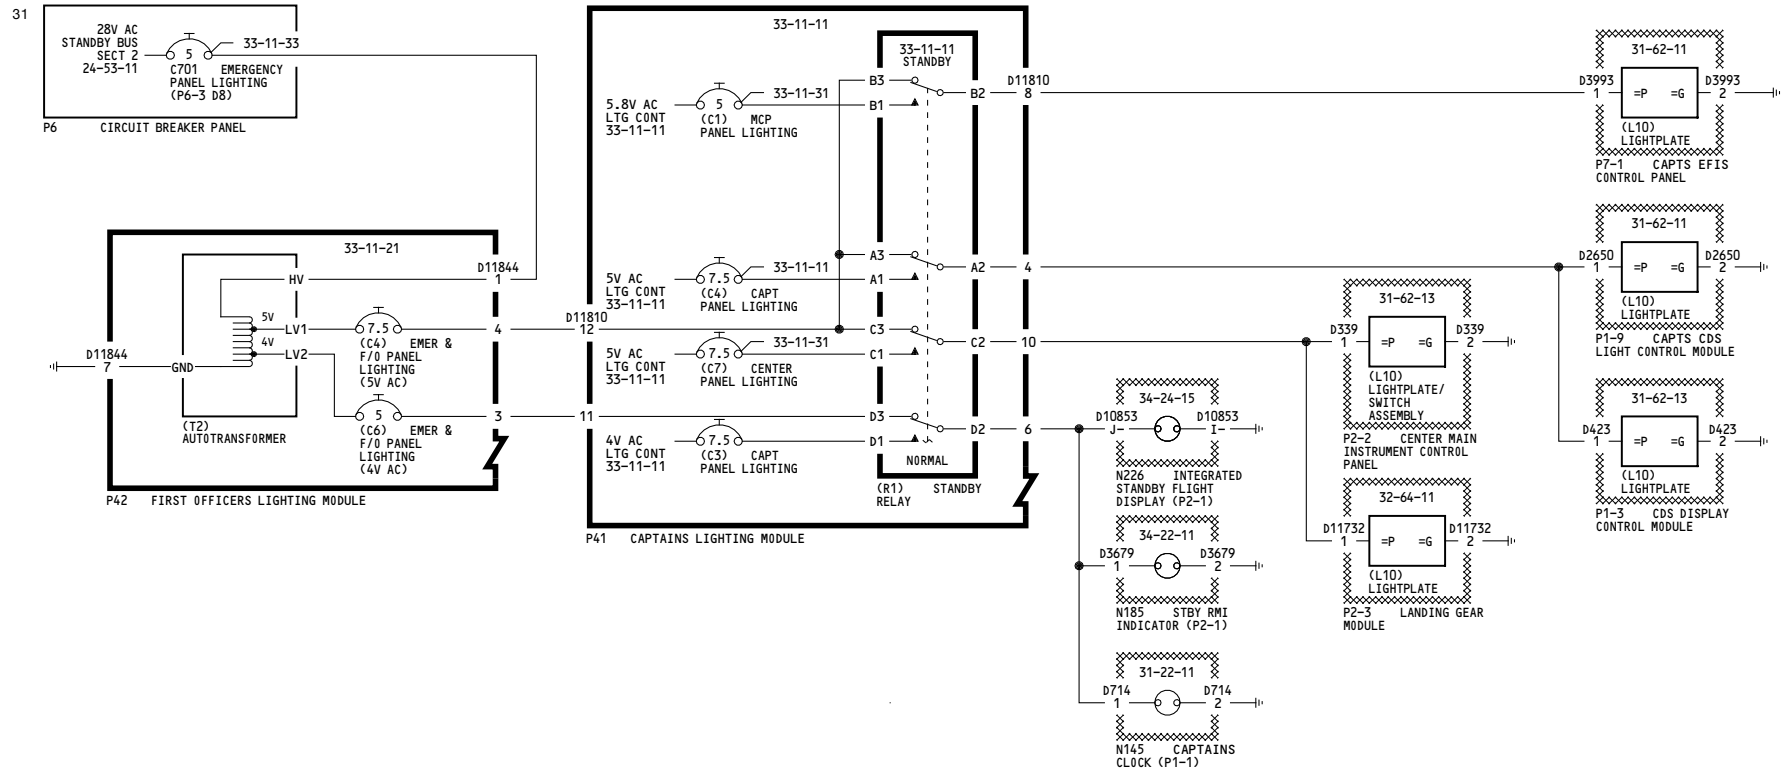 31
28V AC
STANDBY BUS
SECT 2
24-53-11
5
33-11-33
C701 EMERGENCY
PANEL LIGHTING
(P6-3 D8)
P6 CIRCUIT BREAKER PANEL
33-11-21
HV
D11844
1
5V
LV1
7.5
4
(C4) EMER &
F/O PANEL
LIGHTING
(5V AC)
4V
LV2
D11844
7
GND
5
3
(C6) EMER &
F/O PANEL
LIGHTING
(4V AC)
(T2)
AUTOTRANSFORMER
P42 FIRST OFFICERS LIGHTING MODULE
33-11-11
33-11-11
STANDBY
5.8V AC
LTG CONT
33-11-11
5
33-11-31
(C1) MCP
PANEL LIGHTING
B3
B1
B2
D11810
8
5V AC
LTG CONT
33-11-11
7.5
33-11-11
(C4) CAPT
PANEL LIGHTING
A3
A1
A2
4
D11810
12
5V AC
LTG CONT
33-11-11
7.5
33-11-31
(C7) CENTER
PANEL LIGHTING
C3
C1
C2
10
11
4V AC
LTG CONT
33-11-11
7.5
(C3) CAPT
PANEL LIGHTING
D3
D1
D2
6
NORMAL
(R1) STANDBY
RELAY
P41 CAPTAINS LIGHTING MODULE
34-24-15
D10853
J-
D10853
I-
N226 INTEGRATED
STANDBY FLIGHT
DISPLAY (P2-1)
34-22-11
D3679
1
D3679
2
N185 STBY RMI
INDICATOR (P2-1)
31-22-11
D714
1
D714
2
N145 CAPTAINS
CLOCK (P1-1)
31-62-13
D339
1
=P =G
D339
2
(L10)
LIGHTPLATE/
SWITCH
ASSEMBLY
P2-2 CENTER MAIN
INSTRUMENT CONTROL
PANEL
32-64-11
D11732
1
=P =G
D11732
2
(L10)
LIGHTPLATE
P2-3 LANDING GEAR
MODULE
31-62-11
D3993
1
=P =G
D3993
2
(L10)
LIGHTPLATE
P7-1 CAPTS EFIS
CONTROL PANEL
31-62-11
D2650
1
=P =G
D2650
2
(L10)
LIGHTPLATE
P1-9 CAPTS CDS
LIGHT CONTROL MODULE
31-62-13
D423
1
=P =G
D423
2
(L10)
LIGHTPLATE
P1-3 CDS DISPLAY
CONTROL MODULE